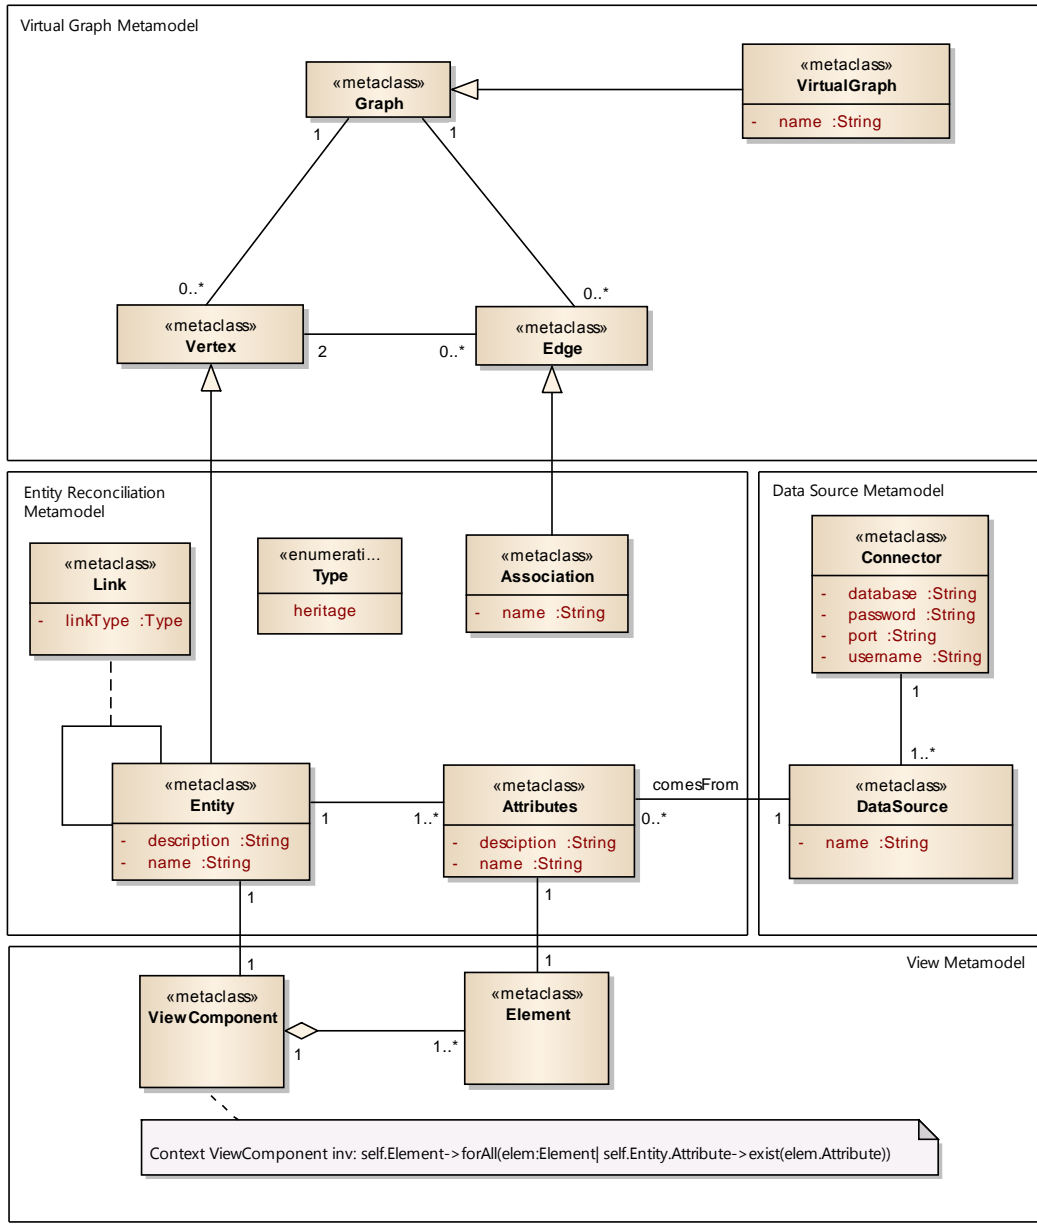 Virtual Graph Metamodel
«metaclass»
Graph
«metaclass»
VirtualGraph
- name :String
1
1
0..*
0..*
«metaclass»
Vertex
2
0..*
«metaclass»
Edge
Entity Reconciliation
Metamodel
«metaclass»
Link
- linkType :Type
«enumerati...
Type
heritage
«metaclass»
Association
- name :String
Data Source Metamodel
«metaclass»
Connector
- database :String
- password :String
- port :String
- username :String
1
1..*
«metaclass»
Entity
- description :String
- name :String
1
1..*
«metaclass»
Attributes
- desciption :String
- name :String
comesFrom
0..*
1
«metaclass»
DataSource
- name :String
1
1
1
1
View Metamodel
«metaclass»
ViewComponent
1
1..*
«metaclass»
Element
Context ViewComponent inv: self.Element->forAll(elem:Element| self.Entity.Attribute->exist(elem.Attribute))